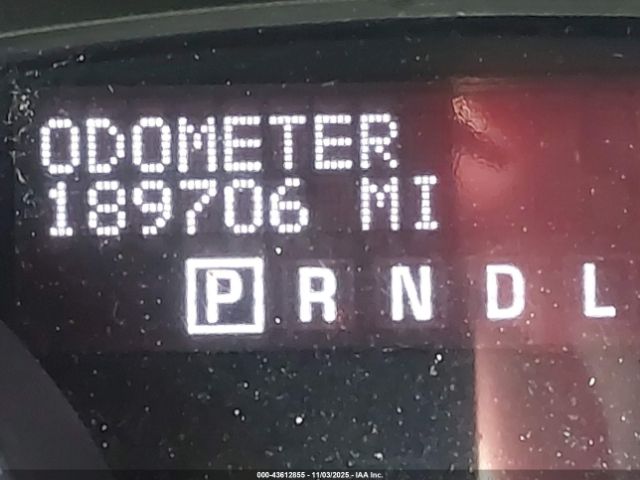 ODOMETER
189706 MI
P R N D L
000-43612855 - 11/03/2025 - IAA Inc.